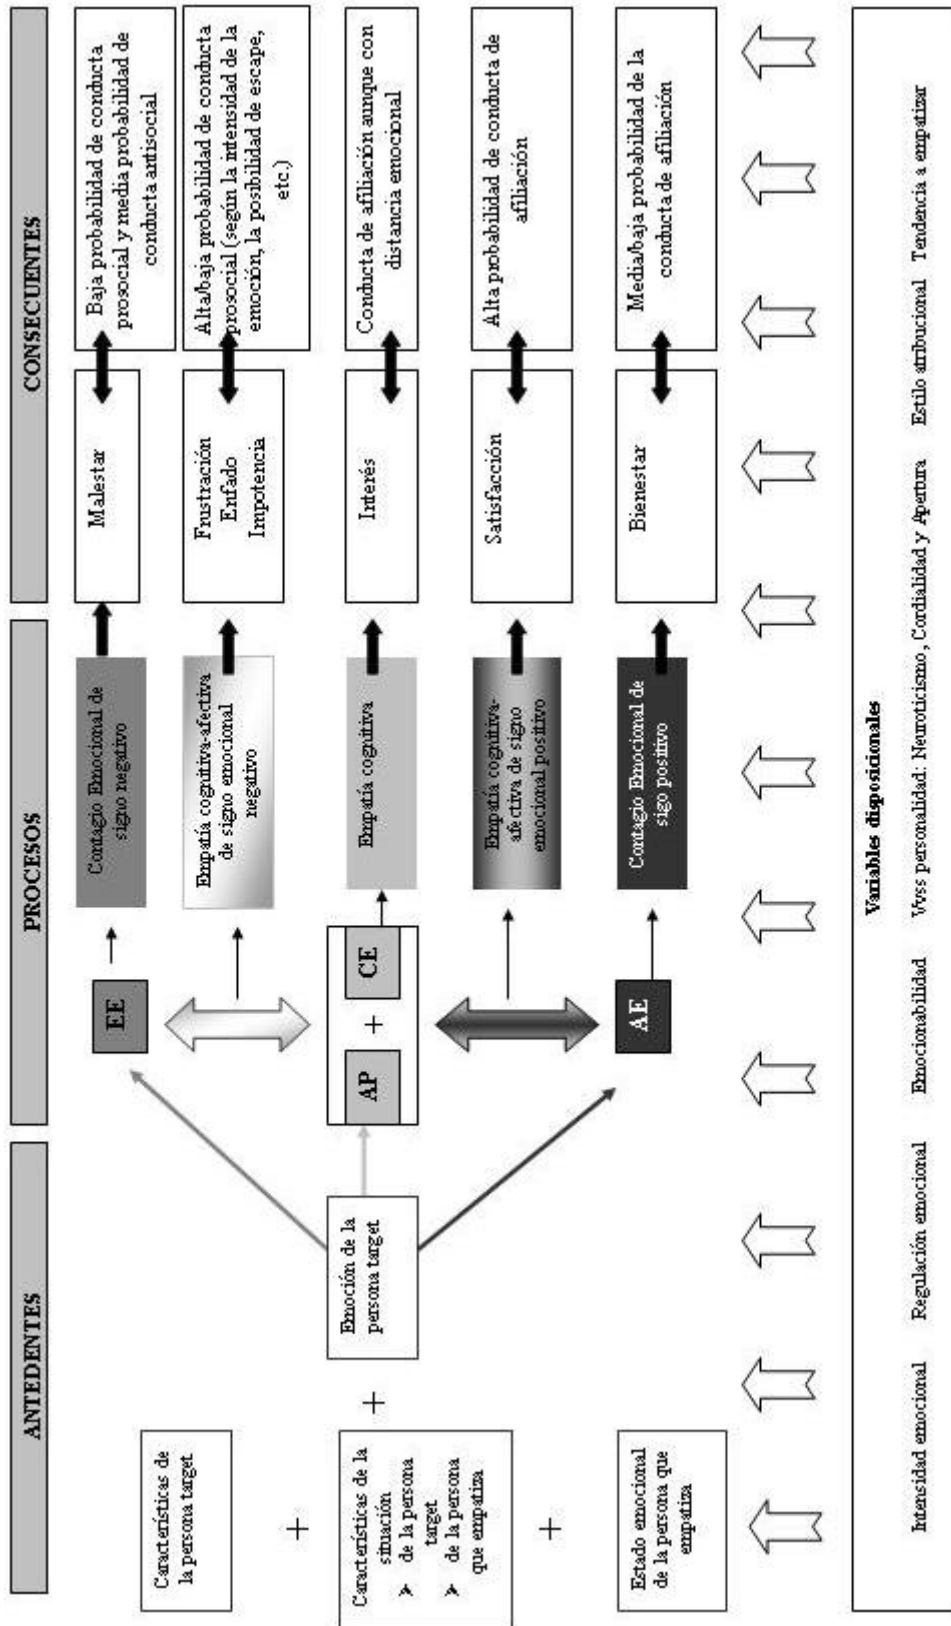 ANTEDENTES
PROCESOS
CONSECUENTES
Características de
la persona target
+
Características de la
situación
➢ de la persona
target
➢ de la persona
que empatiza
+
Estado emocional
de la persona que
empatiza
+
Emoción de la
persona target
EE
AP
+
CE
AE
Contagio Emocional de
signo negativo
Empatía cognitiva-afectiva
de signo emocional
negativo
Empatía cognitiva
Empatía cognitiva-
afectiva de signo
emocional positivo
Contagio Emocional de
sigo positivo
Malestar
Frustración
Enfado
Impotencia
Interés
Satisfacción
Bienestar
Baja probabilidad de conducta
prosocial y media probabilidad de
conducta antisocial
Alta/baja probabilidad de conducta
prosocial (según la intensidad de la
emoción, la posibilidad de escape,
etc.)
Conducta de afiliación aunque con
distancia emocional
Alta probabilidad de conducta de
afiliación
Media/baja probabilidad de la
conducta de afiliación
Variables disposicionales
Intensidad emocional Regulación emocional Emocionabilidad Vvss personalidad: Neuroticismo, Cordialidad y Apertura Estilo atribucional Tendencia a empatizar